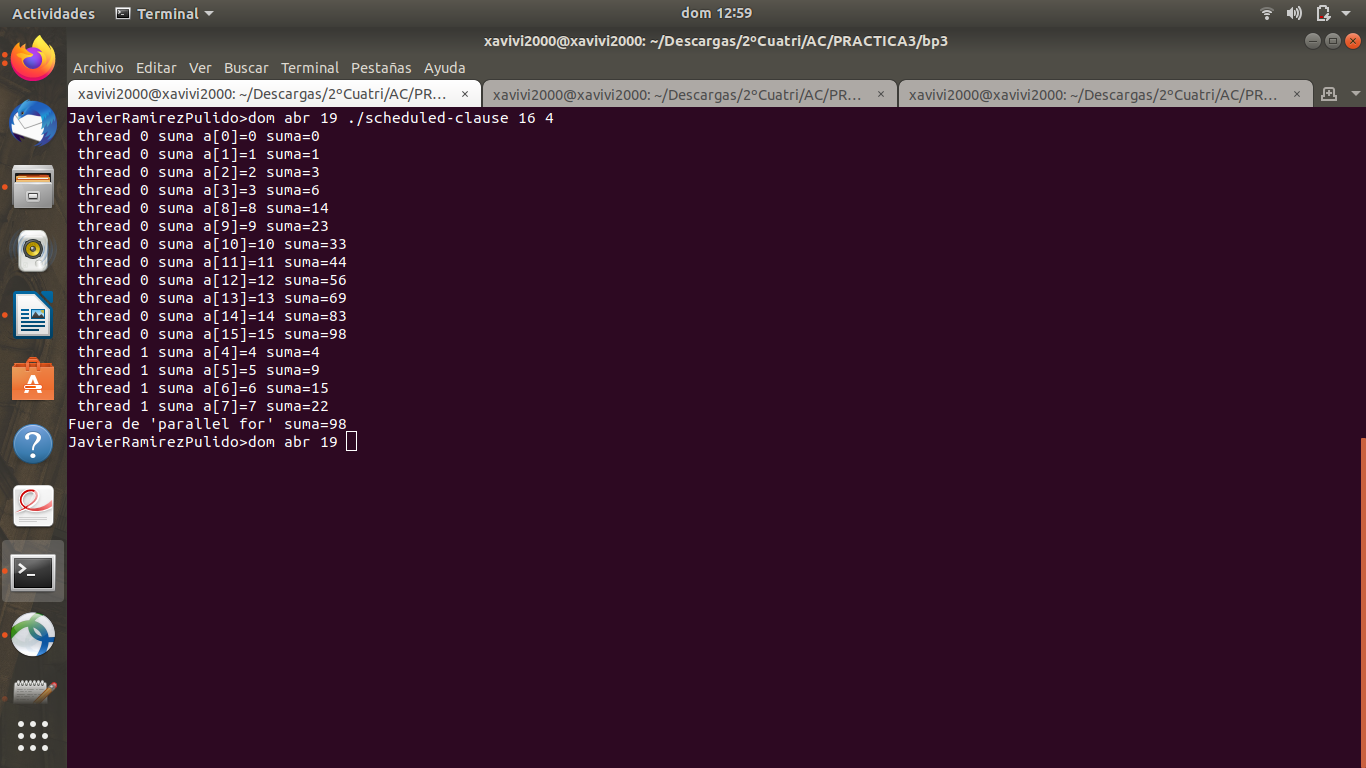 Actividades Terminal dom 12:59
xavivi2000@xavivi2000: ~/Descargas/2ºCuatri/AC/PRACTICA3/bp3
Archivo Editar Ver Buscar Terminal Pestañas Ayuda
xavivi2000@xavivi2000: ~/Descargas/2ºCuatri/AC/PR... × xavivi2000@xavivi2000: ~/Descargas/2ºCuatri/AC/PR... × xavivi2000@xavivi2000: ~/Descargas/2ºCuatri/AC/PR... ×
JavierRamirezPulido>dom abr 19 ./scheduled-clause 16 4
thread 0 suma a[0]=0 suma=0
thread 0 suma a[1]=1 suma=1
thread 0 suma a[2]=2 suma=3
thread 0 suma a[3]=3 suma=6
thread 0 suma a[8]=8 suma=14
thread 0 suma a[9]=9 suma=23
thread 0 suma a[10]=10 suma=33
thread 0 suma a[11]=11 suma=44
thread 0 suma a[12]=12 suma=56
thread 0 suma a[13]=13 suma=69
thread 0 suma a[14]=14 suma=83
thread 0 suma a[15]=15 suma=98
thread 1 suma a[4]=4 suma=4
thread 1 suma a[5]=5 suma=9
thread 1 suma a[6]=6 suma=15
thread 1 suma a[7]=7 suma=22
Fuera de 'parallel for' suma=98
JavierRamirezPulido>dom abr 19